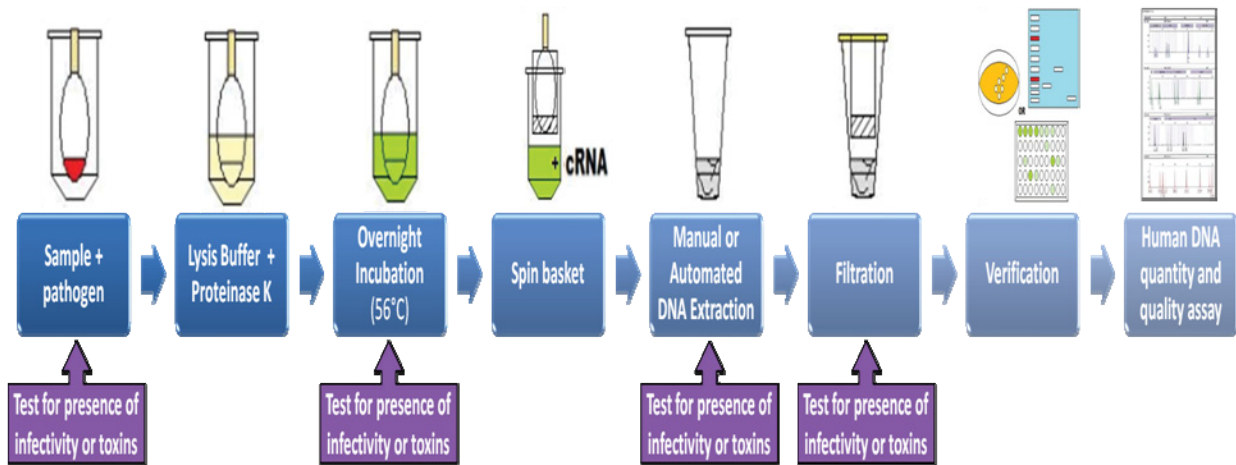 + cRNA
OR
Sample +
pathogen
Lysis Buffer +
Proteinase K
Overnight
Incubation
(56°C)
Spin basket
Manual or
Automated
DNA Extraction
Filtration
Verification
Human DNA
quantity and
quality assay
Test for presence of
infectivity or toxins
Test for presence of
infectivity or toxins
Test for presence of
infectivity or toxins
Test for presence of
infectivity or toxins